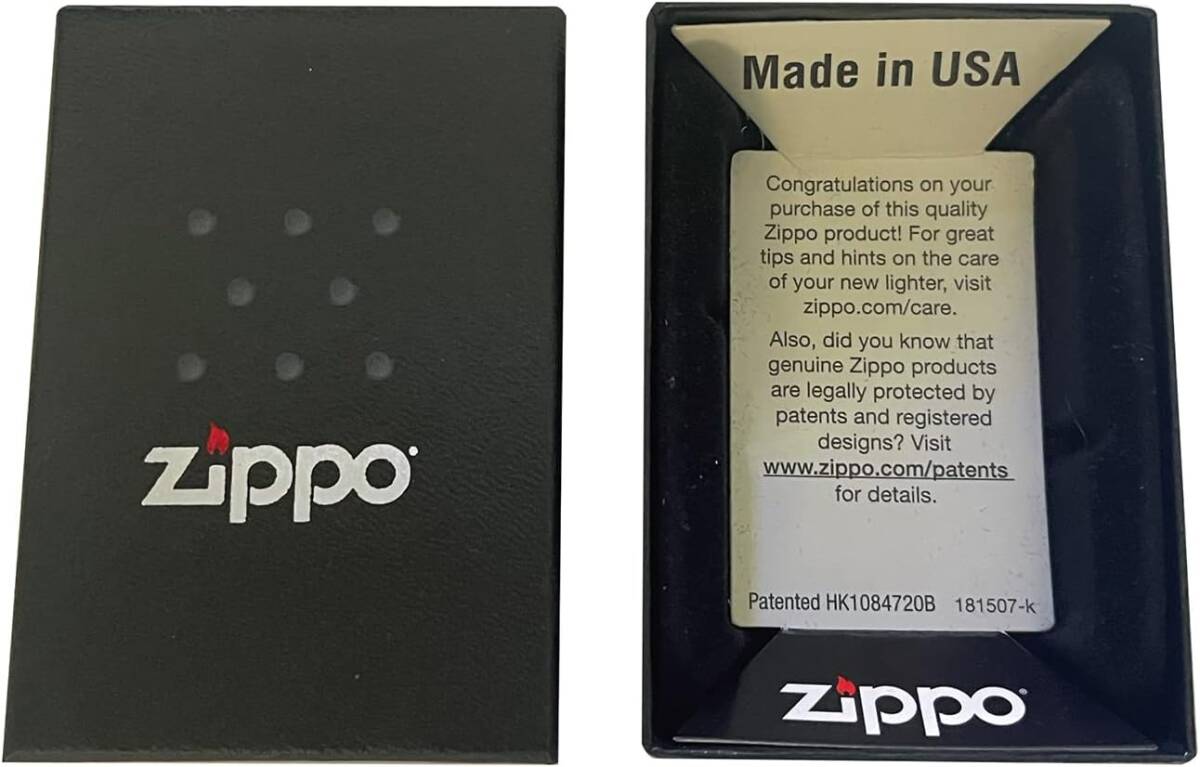 zippo
Made in USA
Congratulations on your
purchase of this quality
Zippo product! For great
tips and hints on the care
of your new lighter, visit
zippo.com/care.
Also, did you know that
genuine Zippo products
are legally protected by
patents and registered
designs? Visit
www.zippo.com/patents
for details.
Patented HK1084720B 181507-k
zippo